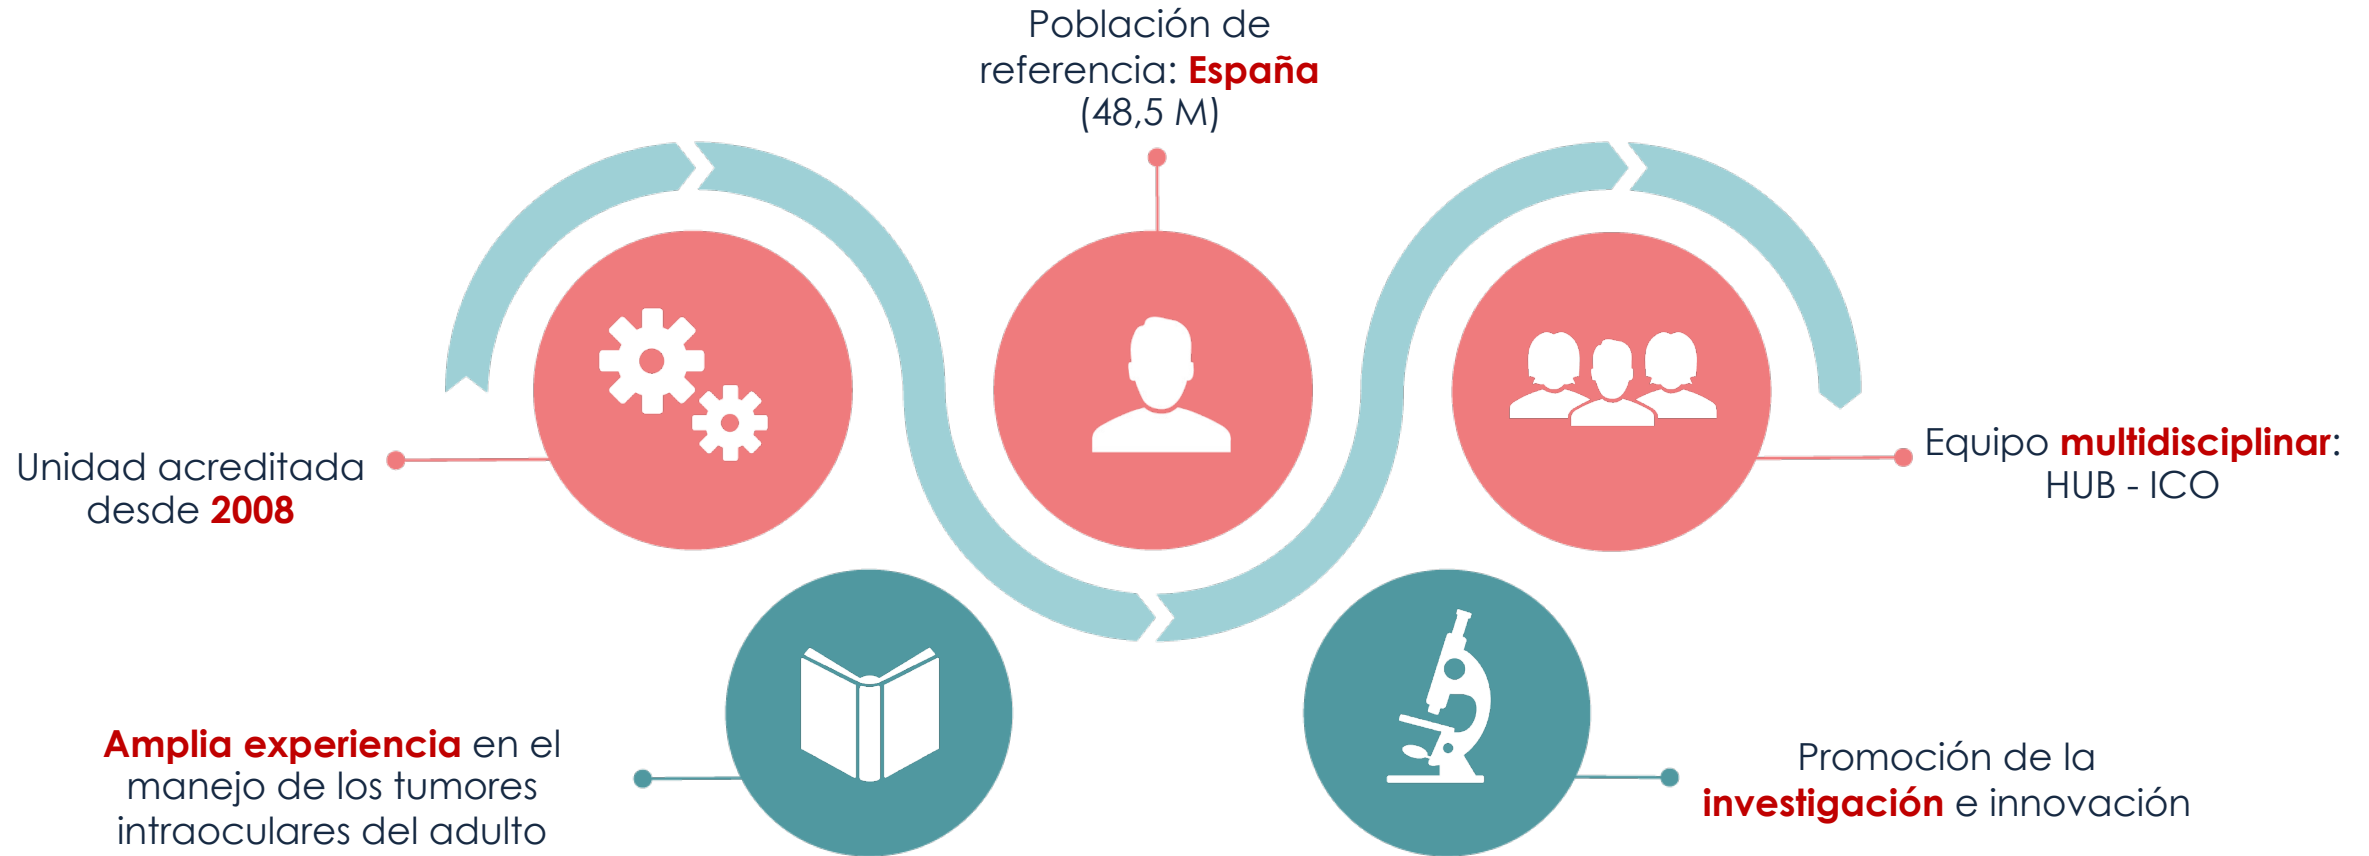 Población de
referencia: España
(48,5 M)
Unidad acreditada
desde 2008
Equipo multidisciplinar:
HUB - ICO
Amplia experiencia en el
manejo de los tumores
intraoculares del adulto
Promoción de la
investigación e innovación